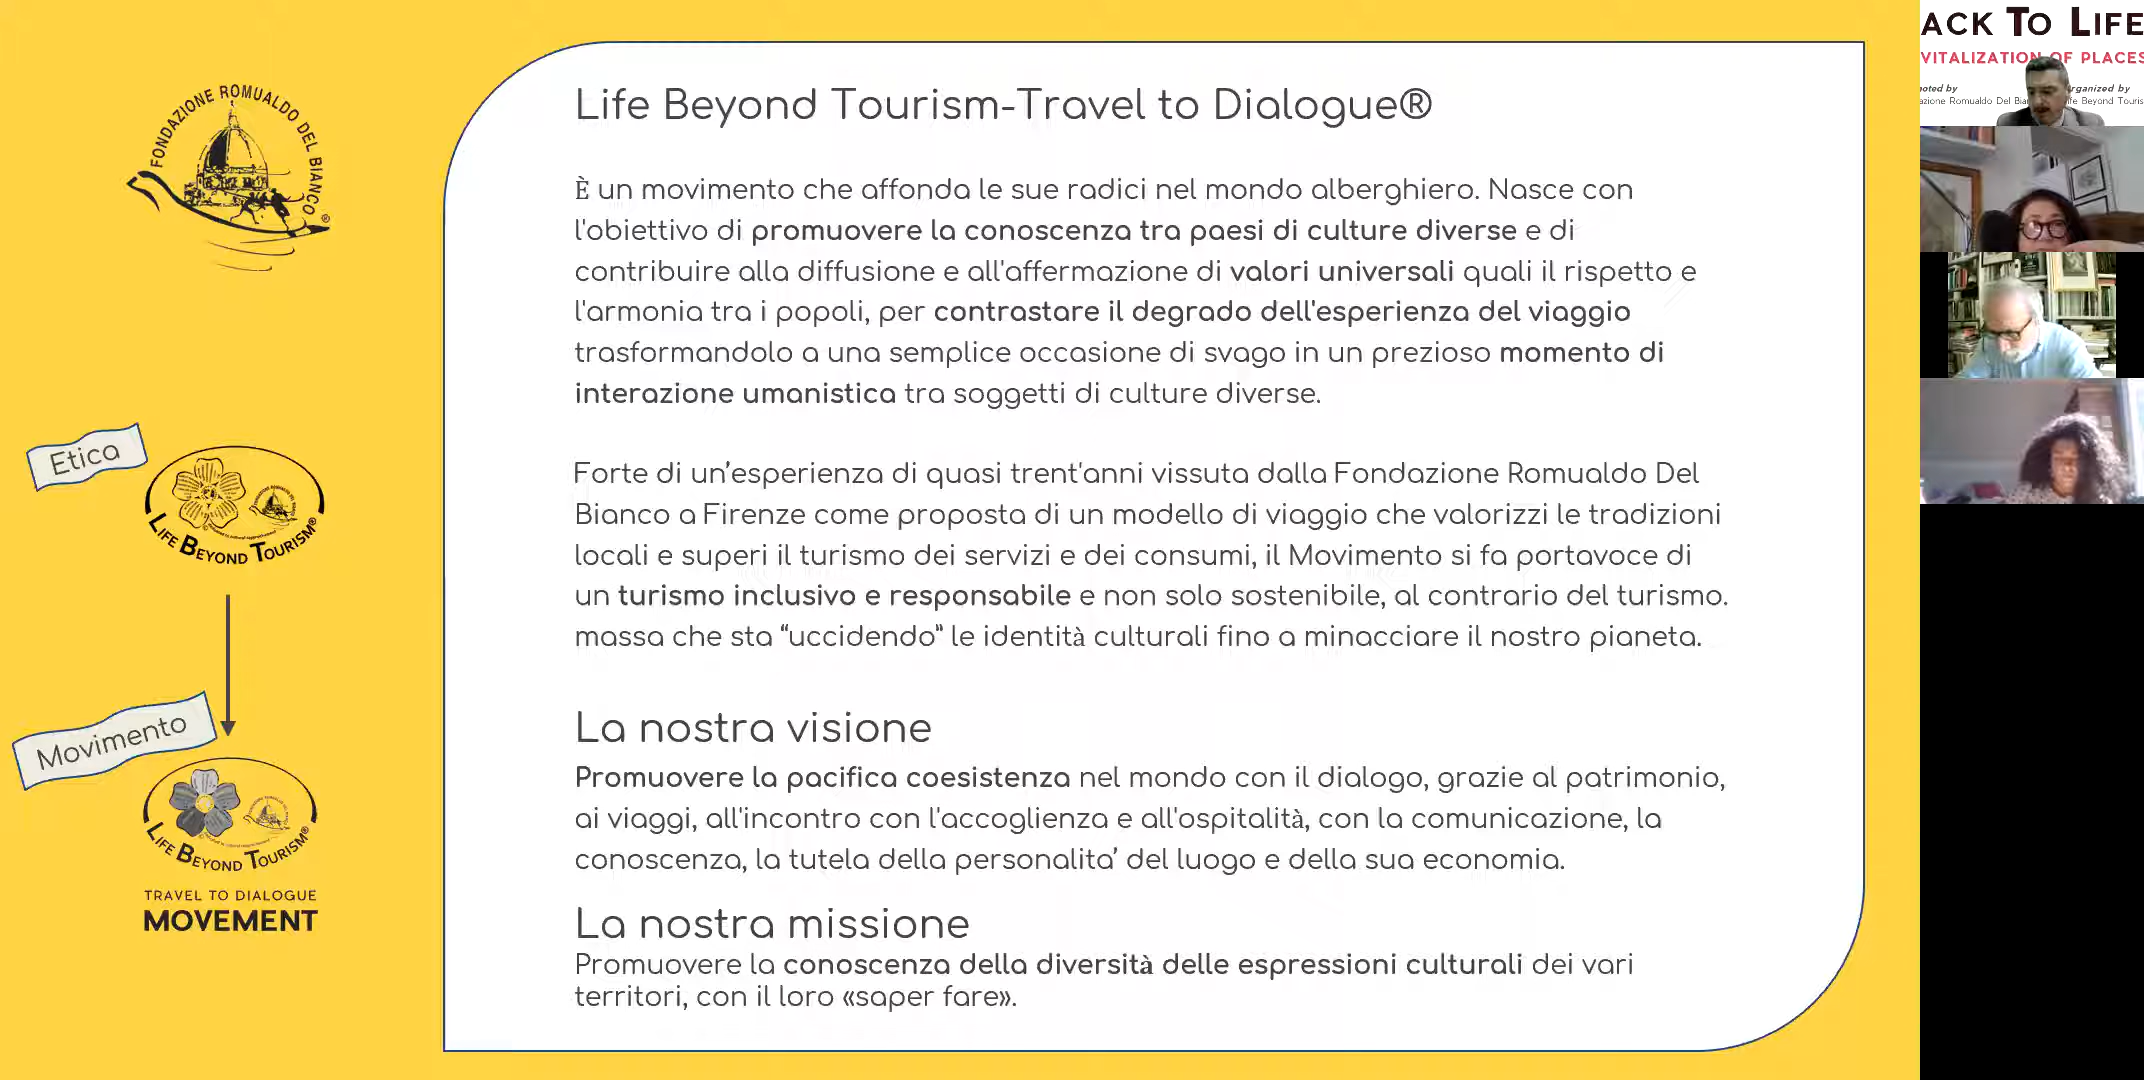 FONDAZIONE ROMUALDO DEL BIANCO®
Etica
LIFE BEYOND TOURISM®
Movimento
LIFE BEYOND TOURISM®
TRAVEL TO DIALOGUE
MOVEMENT
Life Beyond Tourism-Travel to Dialogue®
È un movimento che affonda le sue radici nel mondo alberghiero. Nasce con
l'obiettivo di promuovere la conoscenza tra paesi di culture diverse e di
contribuire alla diffusione e all'affermazione di valori universali quali il rispetto e
l'armonia tra i popoli, per contrastare il degrado dell'esperienza del viaggio
trasformandolo a una semplice occasione di svago in un prezioso momento di
interazione umanistica tra soggetti di culture diverse.
Forte di un’esperienza di quasi trent'anni vissuta dalla Fondazione Romualdo Del
Bianco a Firenze come proposta di un modello di viaggio che valorizzi le tradizioni
locali e superi il turismo dei servizi e dei consumi, il Movimento si fa portavoce di
un turismo inclusivo e responsabile e non solo sostenibile, al contrario del turismo.
massa che sta “uccidendo” le identità culturali fino a minacciare il nostro pianeta.
La nostra visione
Promuovere la pacifica coesistenza nel mondo con il dialogo, grazie al patrimonio,
ai viaggi, all'incontro con l'accoglienza e all'ospitalità, con la comunicazione, la
conoscenza, la tutela della personalita’ del luogo e della sua economia.
La nostra missione
Promuovere la conoscenza della diversità delle espressioni culturali dei vari
territori, con il loro «saper fare».
ACK TO LIFE
VITALIZATION OF PLACES
oted by
rganized by
azione Romualdo Del Bia
ife Beyond Touris